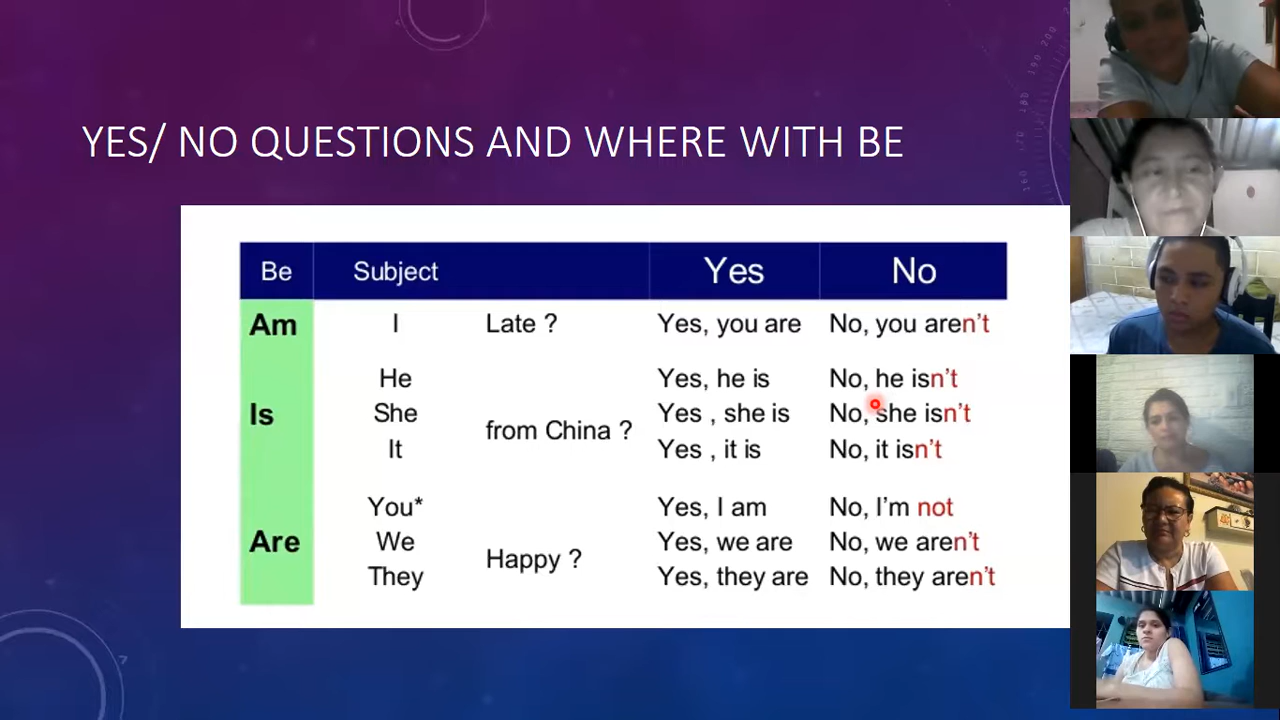 YES/ NO QUESTIONS AND WHERE WITH BE
Be Subject Yes No
Am I Late ? Yes, you are No, you aren't
He Yes, he is No, he isn't
Is She from China ? Yes , she is No, she isn't
It Yes , it is No, it isn't
You* Yes, I am No, I'm not
Are We Happy ? Yes, we are No, we aren't
They Yes, they are No, they aren't